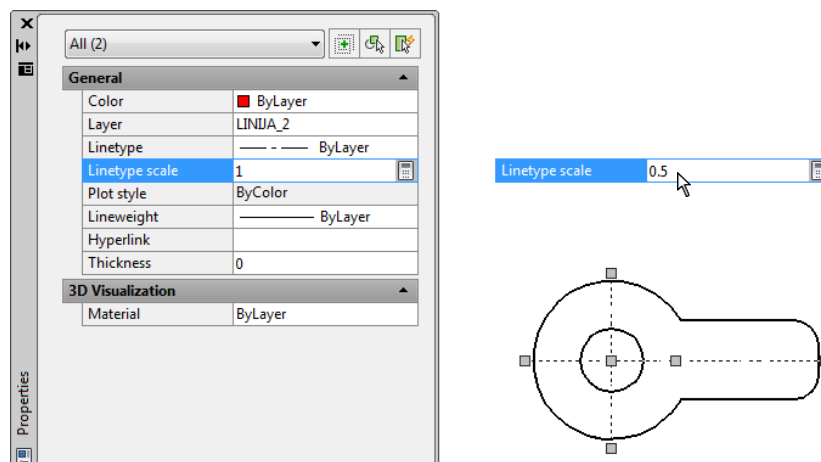 All (2)
General
Color ByLayer
Layer LINIJA_2
Linetype ByLayer
Linetype scale 1
Plot style ByColor
Lineweight ByLayer
Hyperlink
Thickness 0
3D Visualization
Material ByLayer
Properties
Linetype scale 0.5